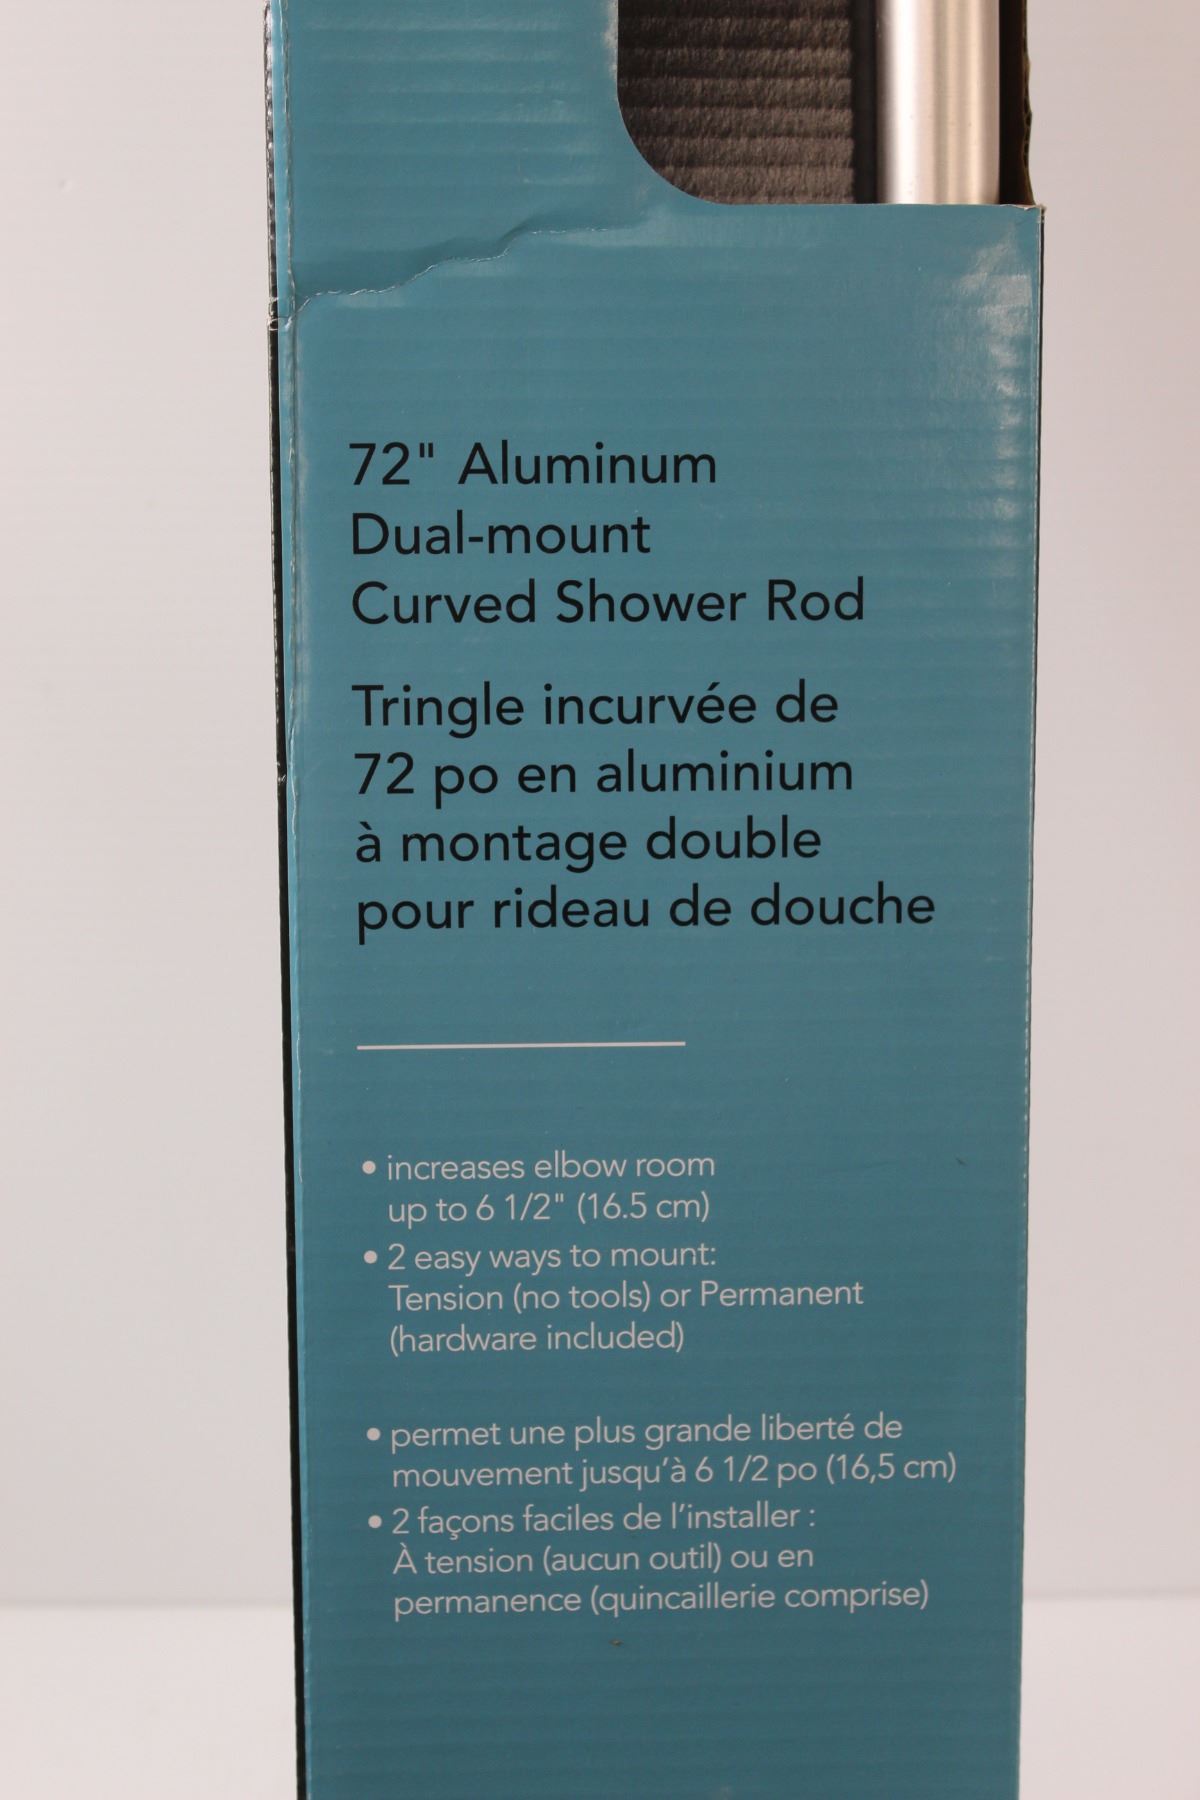 72" Aluminum
Dual-mount
Curved Shower Rod
Tringle incurvée de
72 po en aluminium
à montage double
pour rideau de douche
• increases elbow room
up to 6 1/2" (16.5 cm)
• 2 easy ways to mount:
Tension (no tools) or Permanent
(hardware included)
• permet une plus grande liberté de
mouvement jusqu'à 6 1/2 po (16,5 cm)
• 2 façons faciles de l'installer :
À tension (aucun outil) ou en
permanence (quincaillerie comprise)